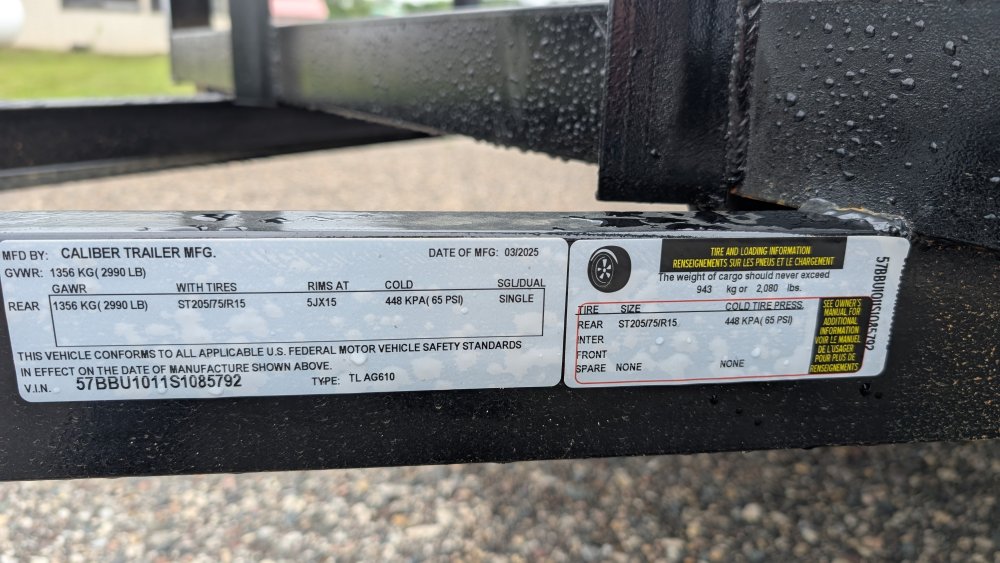 MFD BY: CALIBER TRAILER MFG. DATE OF MFG: 03/2025
GVWR: 1356 KG( 2990 LB)
GAWR WITH TIRES RIMS AT COLD SGL/DUAL
REAR 1356 KG( 2990 LB) ST205/75/R15 5JX15 448 KPA( 65 PSI) SINGLE
THIS VEHICLE CONFORMS TO ALL APPLICABLE U.S. FEDERAL MOTOR VEHICLE SAFETY STANDARDS
IN EFFECT ON THE DATE OF MANUFACTURE SHOWN ABOVE.
V.I.N. 57BBU1011S1085792 TYPE: TL AG610
TIRE AND LOADING INFORMATION
RENSEIGNEMENTS SUR LES PNEUS ET LE CHARGEMENT
The weight of cargo should never exceed
943 kg or 2,080 lbs.
TIRE SIZE COLD TIRE PRESS.
REAR ST205/75/R15 448 KPA( 65 PSI)
INTER
FRONT
SPARE NONE NONE
SEE OWNER'S
MANUAL FOR
ADDITIONAL
INFORMATION
VOIR LE MANUEL
DE L'USAGER
POUR PLUS DE
RENSEIGNEMENTS
57BBU1011S1085792